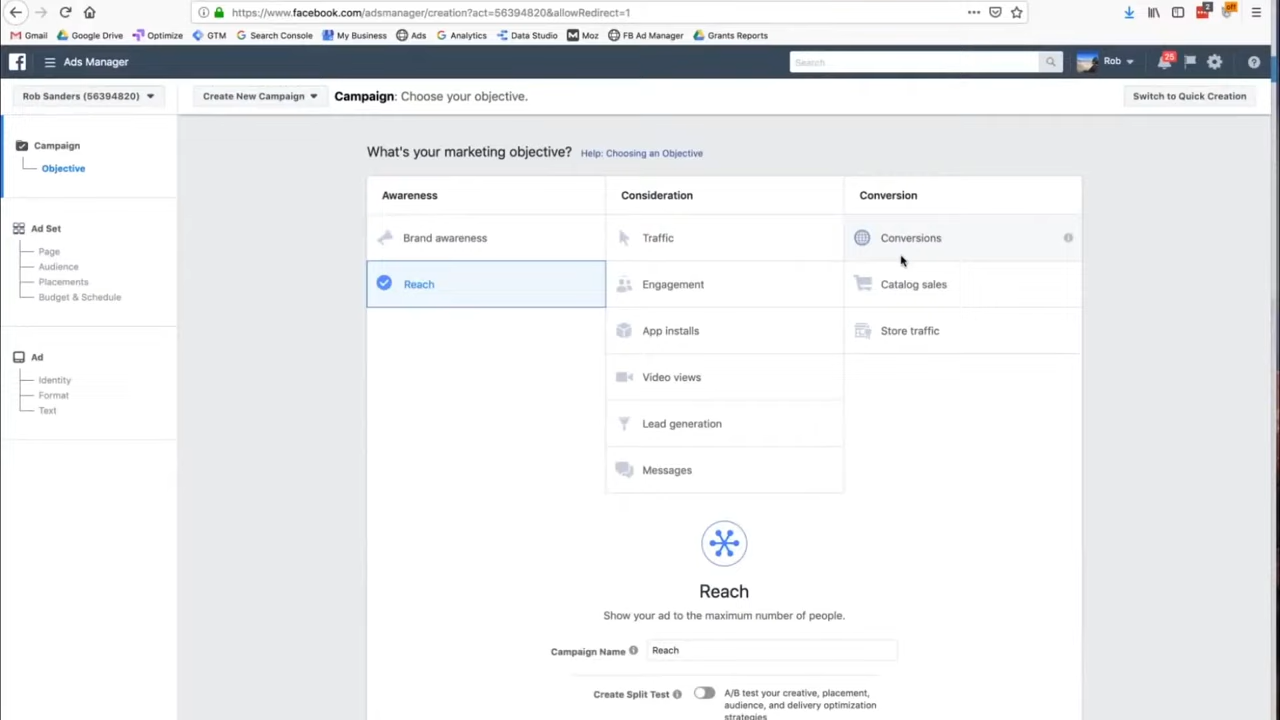 https://www.facebook.com/adsmanager/creation?act=56394820&allowRedirect=1
2
off
Gmail Google Drive Optimize GTM Search Console My Business Ads Analytics Data Studio Moz FB Ad Manager Grants Reports
Ads Manager
Search
Rob
25
Rob Sanders (56394820)
Create New Campaign
Campaign: Choose your objective.
Switch to Quick Creation
Campaign
Objective
Ad Set
Page
Audience
Placements
Budget & Schedule
Ad
Identity
Format
Text
What's your marketing objective? Help: Choosing an Objective
Awareness
Consideration
Conversion
Brand awareness
Traffic
Conversions
Reach
Engagement
Catalog sales
App installs
Store traffic
Video views
Lead generation
Messages
Reach
Show your ad to the maximum number of people.
Campaign Name
Reach
Create Split Test
A/B test your creative, placement,
audience, and delivery optimization
strategies